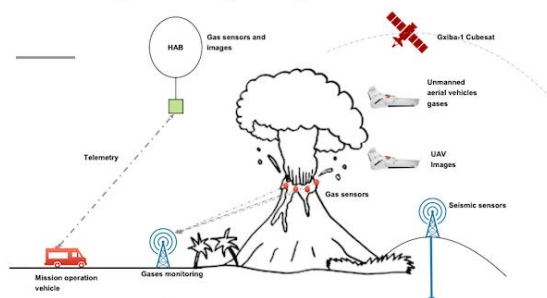 HAB
Gas sensors and
images
Gxiba-1 Cubesat
Unmanned
aerial vehicles
gases
Telemetry
UAV
Images
Gas sensors
Seismic sensors
Gases monitoring
Mission operation
vehicle